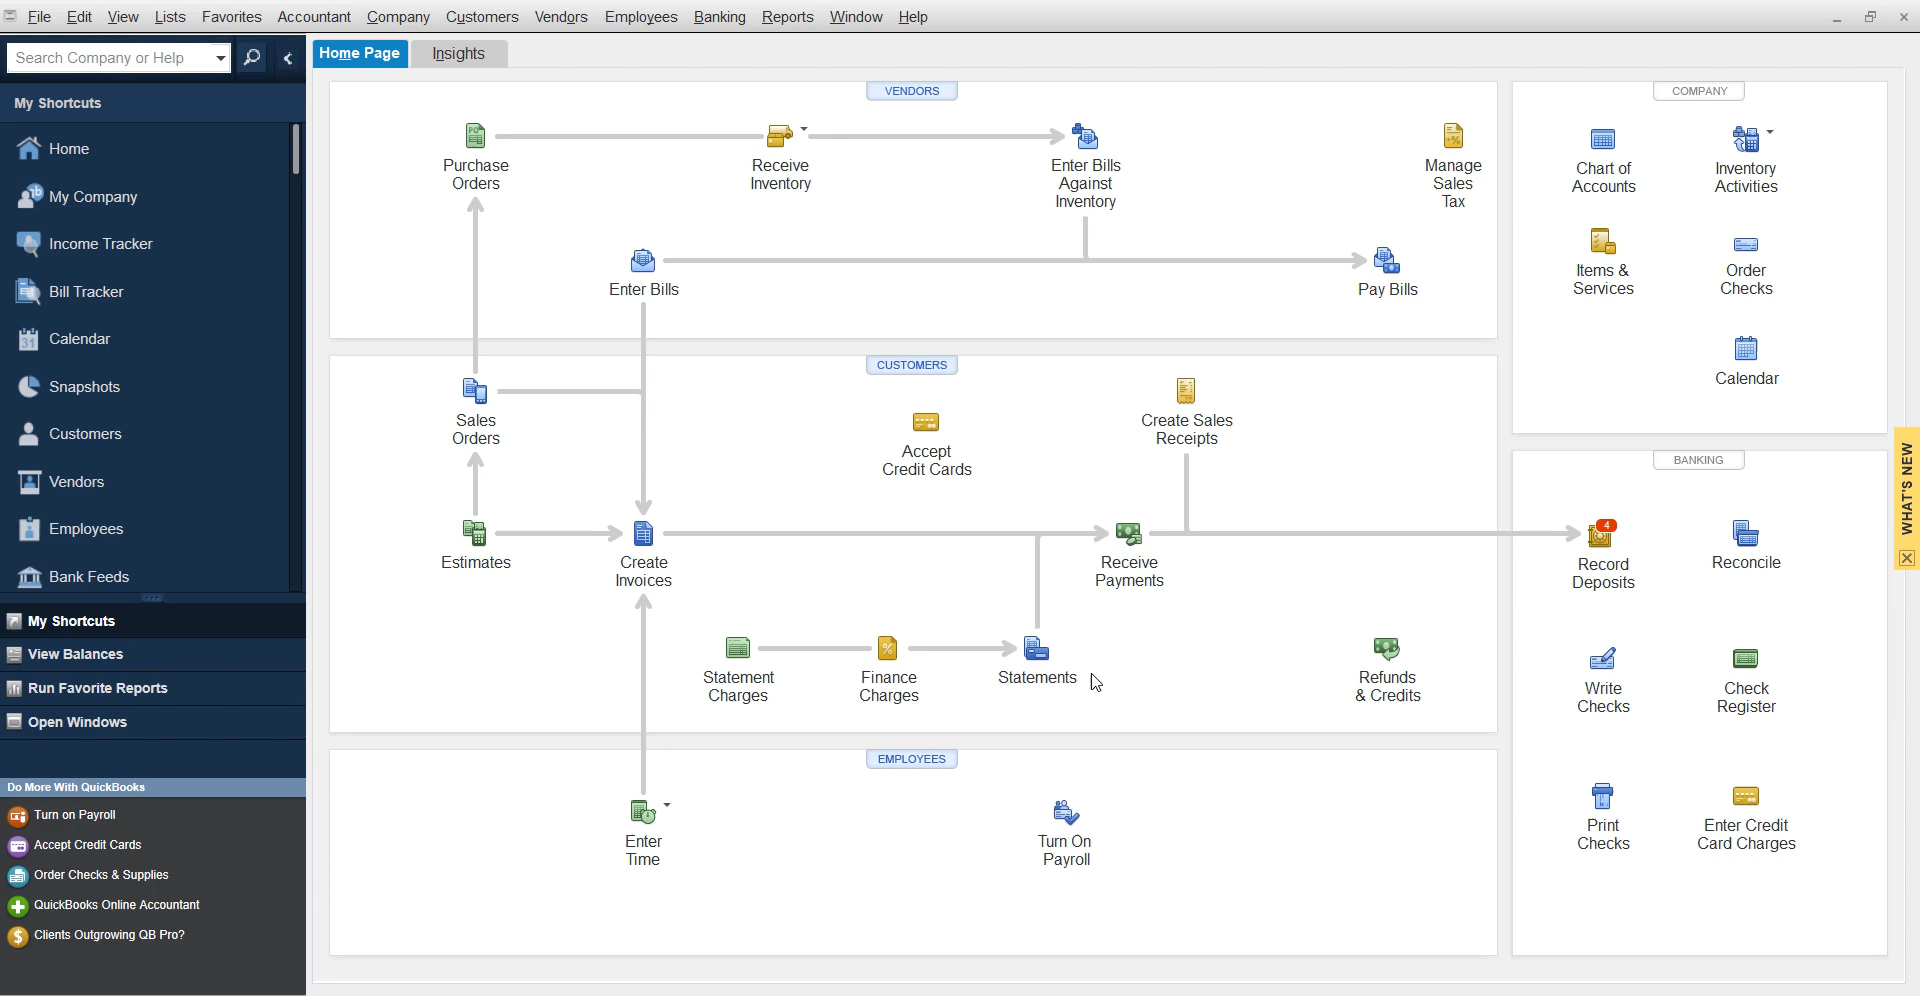 File Edit View Lists Favorites Accountant Company Customers Vendors Employees Banking Reports Window Help
Search Company or Help
Home Page Insights
My Shortcuts
Home
My Company
Income Tracker
Bill Tracker
Calendar
Snapshots
Customers
Vendors
Employees
Bank Feeds
My Shortcuts
View Balances
Run Favorite Reports
Open Windows
Do More With QuickBooks
Turn on Payroll
Accept Credit Cards
Order Checks & Supplies
QuickBooks Online Accountant
Clients Outgrowing QB Pro?
VENDORS
Purchase
Orders
Receive
Inventory
Enter Bills
Against
Inventory
Manage
Sales
Tax
Enter Bills
Pay Bills
CUSTOMERS
Sales
Orders
Accept
Credit Cards
Create Sales
Receipts
Estimates
Create
Invoices
Receive
Payments
Statement
Charges
Finance
Charges
Statements
Refunds
& Credits
EMPLOYEES
Enter
Time
Turn On
Payroll
COMPANY
Chart of
Accounts
Inventory
Activities
Items &
Services
Order
Checks
Calendar
BANKING
4
Record
Deposits
Reconcile
Write
Checks
Check
Register
Print
Checks
Enter Credit
Card Charges
WHAT'S NEW